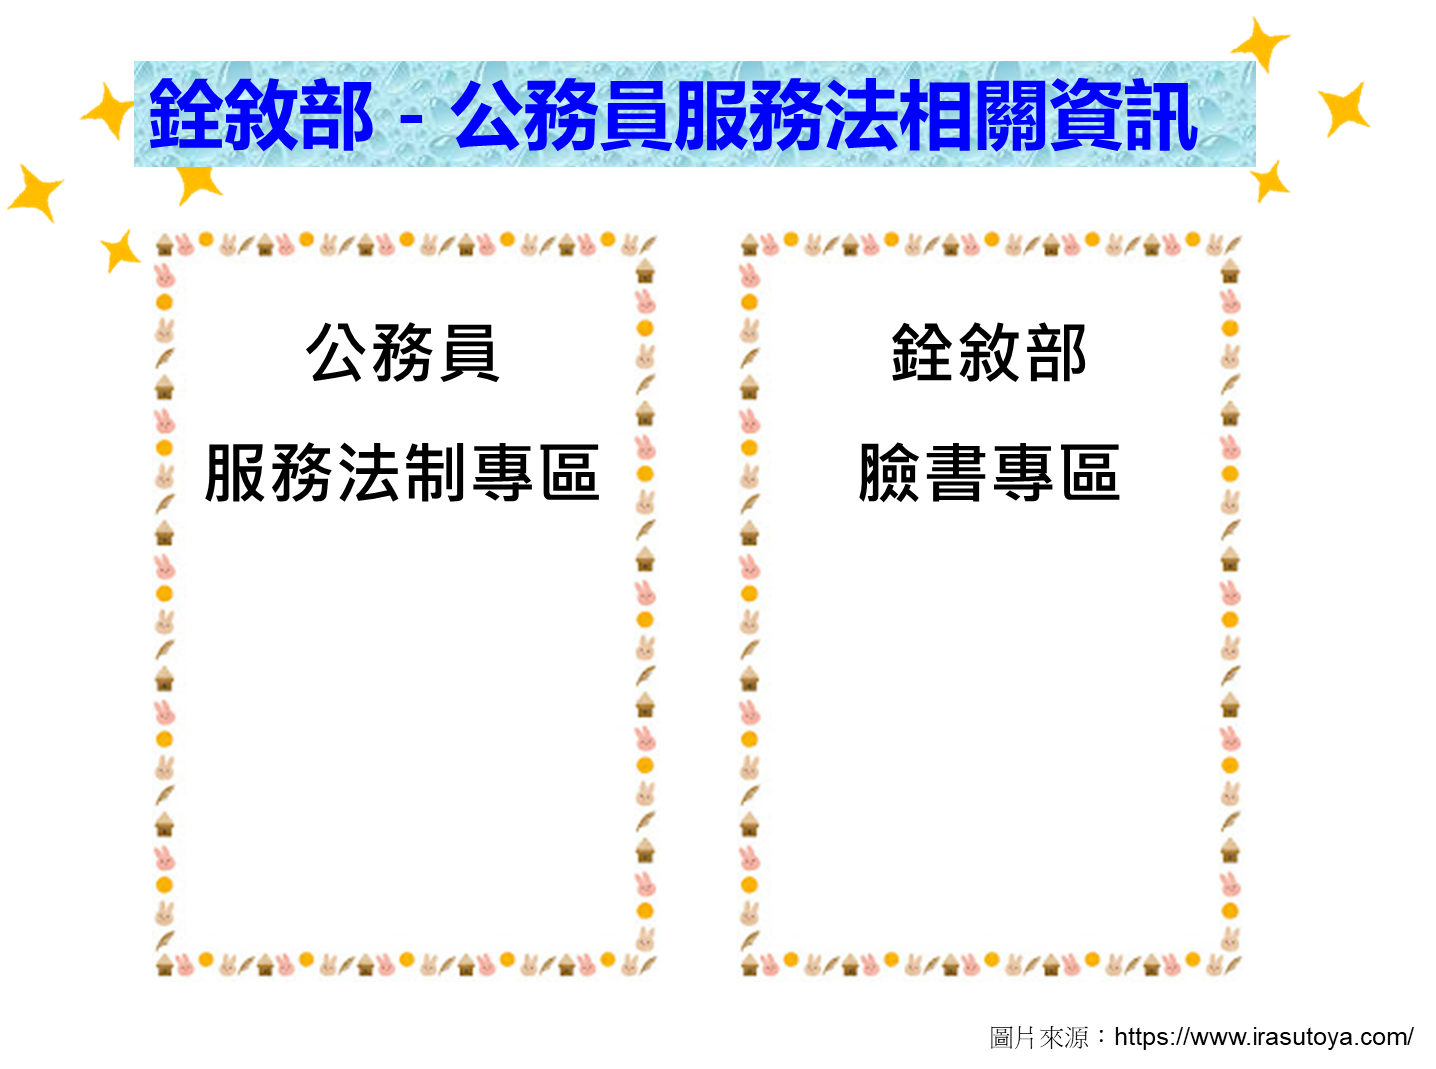 銓敘部－公務員服務法相關資訊
公務員
服務法制專區
銓敘部
臉書專區
圖片來源：https://www.irasutoya.com/